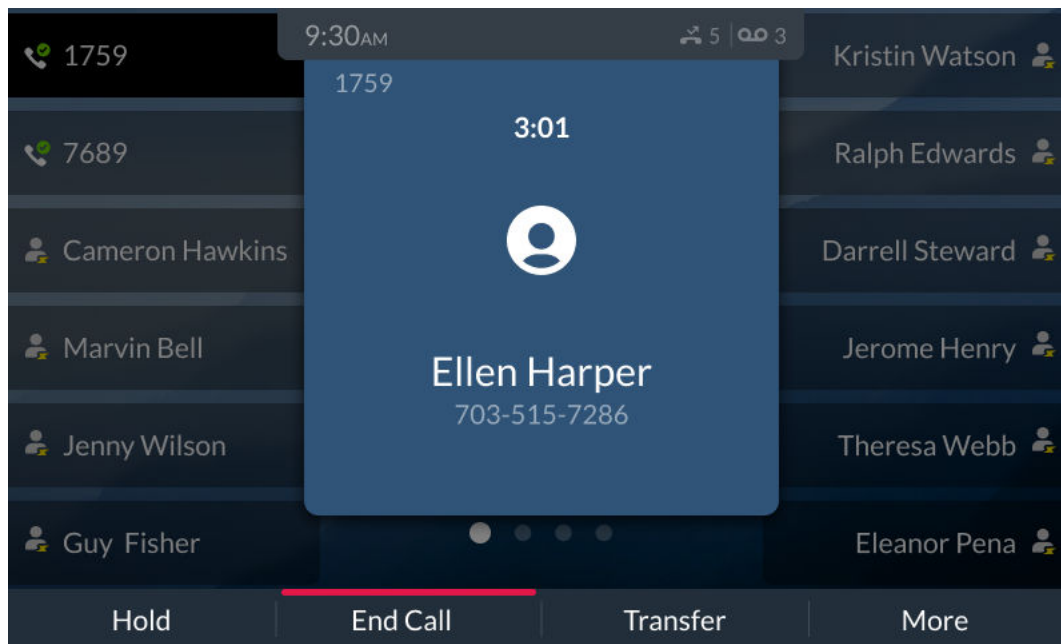 9:30AM 5 3
1759
7689
Cameron Hawkins
Marvin Bell
Jenny Wilson
Guy Fisher
1759
3:01
Ellen Harper
703-515-7286
Kristin Watson
Ralph Edwards
Darrell Steward
Jerome Henry
Theresa Webb
Eleanor Pena
Hold End Call Transfer More